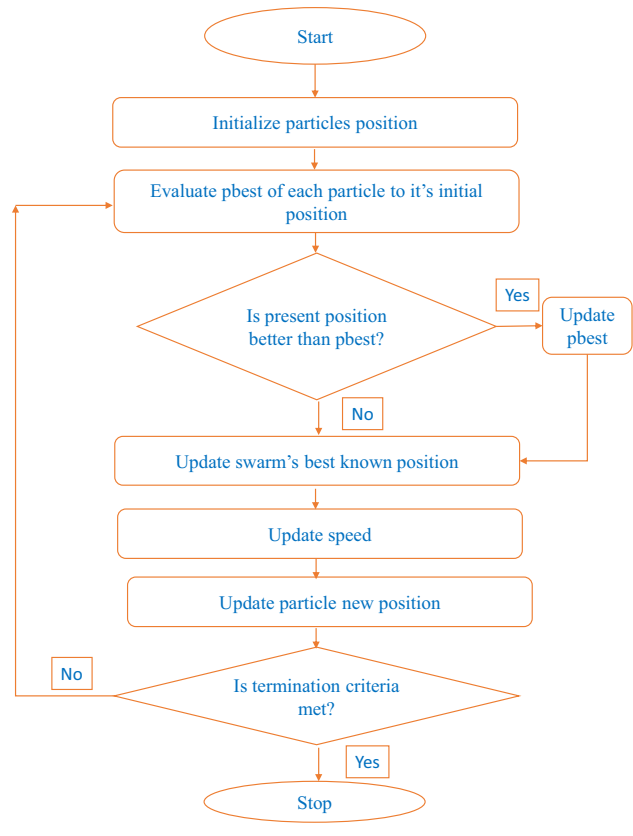 Start
Initialize particles position
Evaluate pbest of each particle to it's initial
position
Is present position
better than pbest?
Yes
Update
pbest
No
Update swarm's best known position
Update speed
Update particle new position
No
Is termination criteria
met?
Yes
Stop